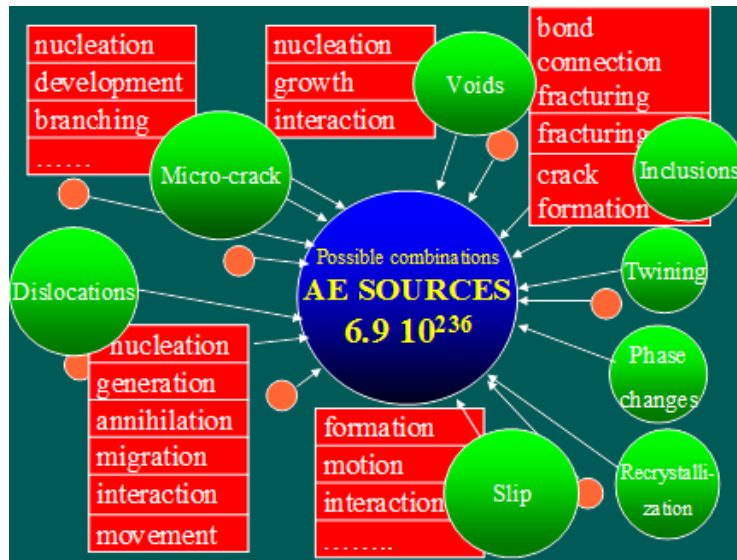 nucleation
development
branching
......
Micro-crack
nucleation
growth
interaction
Voids
bond
connection
fracturing
fracturing
crack
formation
Inclusions
Possible combinations
AE SOURCES
6.9 10²³⁶
Dislocations
Twining
Phase
changes
nucleation
generation
annihilation
migration
interaction
movement
formation
motion
interaction
........
Slip
Recrystalli-
zation